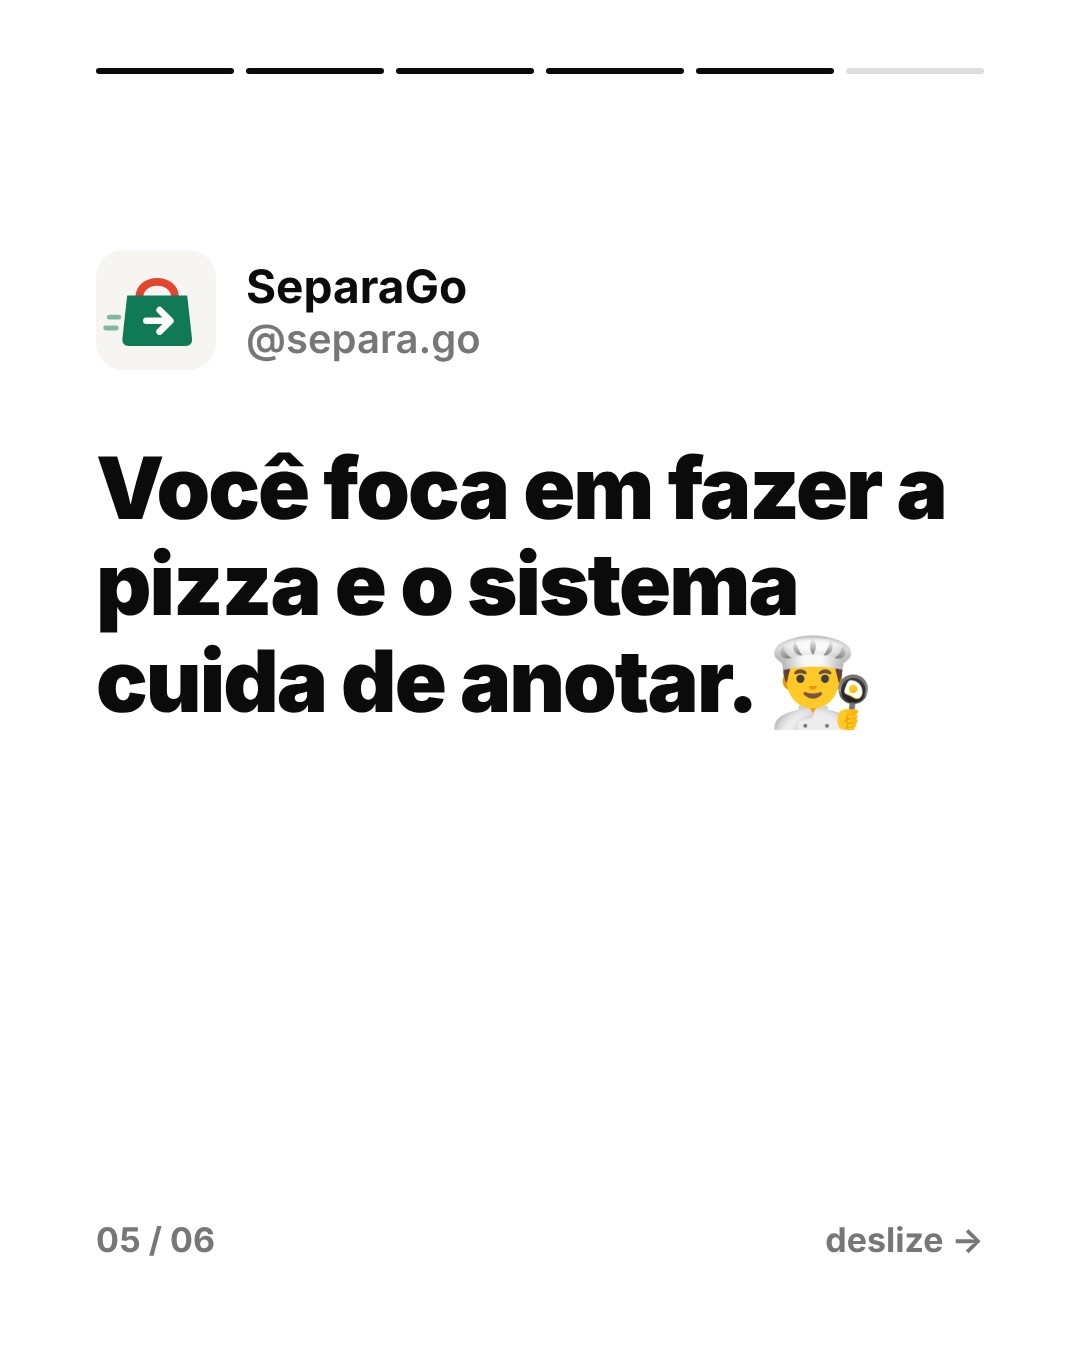 SeparaGo
@separa.go
Você foca em fazer a
pizza e o sistema
cuida de anotar. 👨‍🍳
05 / 06
deslize →